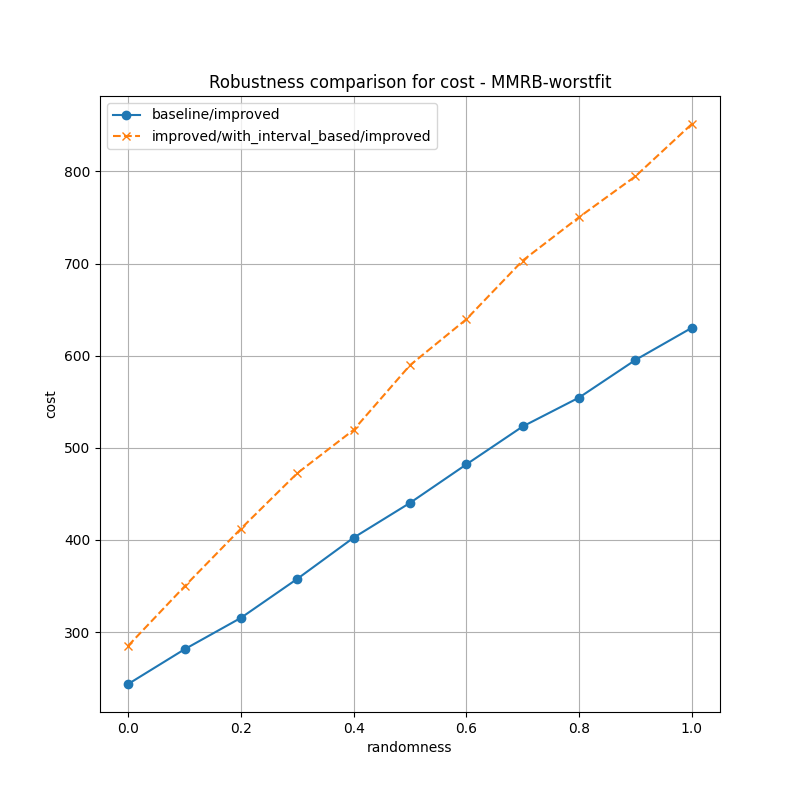 Robustness comparison for cost - MMRB-worstfit
baseline/improved
improved/with_interval_based/improved
800
700
600
500
400
300
cost
0.0 0.2 0.4 0.6 0.8 1.0
randomness